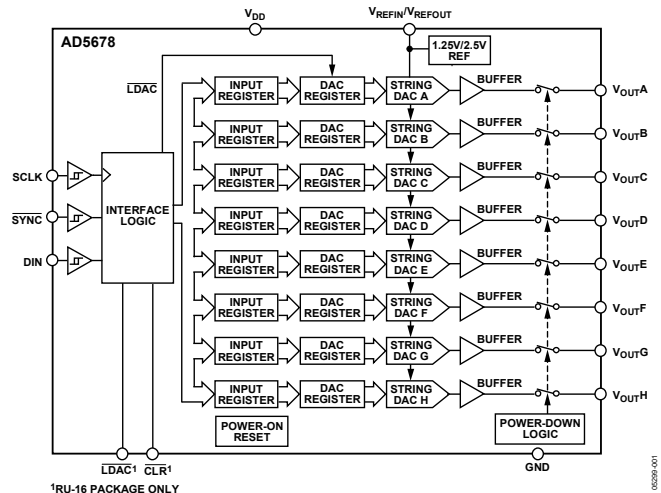 VDD
VREFIN/VREFOUT
AD5678
1.25V/2.5V
REF
LDAC
INPUT
REGISTER
DAC
REGISTER
STRING
DAC A
BUFFER
VOUTA
INPUT
REGISTER
DAC
REGISTER
STRING
DAC B
BUFFER
VOUTB
INPUT
REGISTER
DAC
REGISTER
STRING
DAC C
BUFFER
VOUTC
SCLK
INTERFACE
LOGIC
SYNC
INPUT
REGISTER
DAC
REGISTER
STRING
DAC D
BUFFER
VOUTD
DIN
INPUT
REGISTER
DAC
REGISTER
STRING
DAC E
BUFFER
VOUTE
INPUT
REGISTER
DAC
REGISTER
STRING
DAC F
BUFFER
VOUTF
INPUT
REGISTER
DAC
REGISTER
STRING
DAC G
BUFFER
VOUTG
INPUT
REGISTER
DAC
REGISTER
STRING
DAC H
BUFFER
VOUTH
POWER-ON
RESET
POWER-DOWN
LOGIC
LDAC1
CLR1
GND
1RU-16 PACKAGE ONLY
05299-001